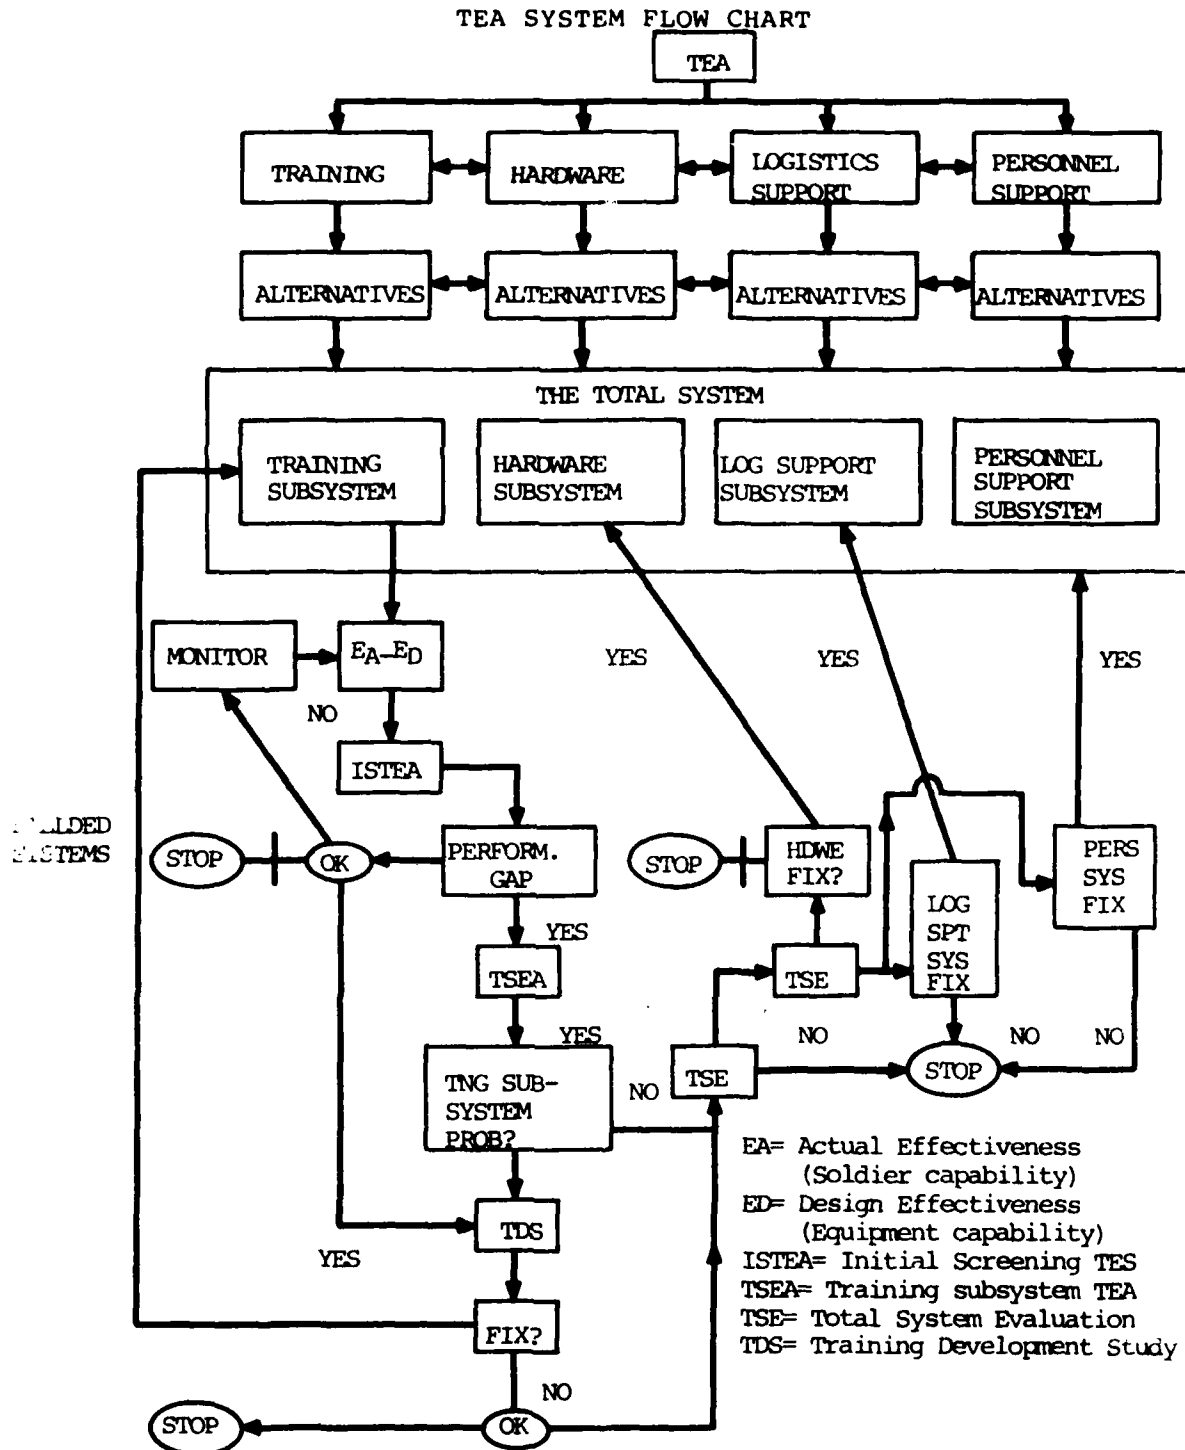 TEA SYSTEM FLOW CHART
TEA
TRAINING
HARDWARE
LOGISTICS
SUPPORT
PERSONNEL
SUPPORT
ALTERNATIVES
ALTERNATIVES
ALTERNATIVES
ALTERNATIVES
THE TOTAL SYSTEM
TRAINING
SUBSYSTEM
HARDWARE
SUBSYSTEM
LOG SUPPORT
SUBSYSTEM
PERSONNEL
SUPPORT
SUBSYSTEM
MONITOR
EA-ED
YES
YES
YES
NO
ISTEA
STOP
OK
PERFORM.
GAP
STOP
HDWE
FIX?
LOG
SPT
SYS
FIX
PERS
SYS
FIX
YES
TSEA
TSE
YES
NO
NO
NO
TNG SUB-
SYSTEM
PROB?
NO
TSE
STOP
EA= Actual Effectiveness
(Soldier capability)
ED= Design Effectiveness
(Equipment capability)
ISTEA= Initial Screening TES
TSEA= Training subsystem TEA
TSE= Total System Evaluation
TDS= Training Development Study
TDS
YES
FIX?
NO
STOP
OK